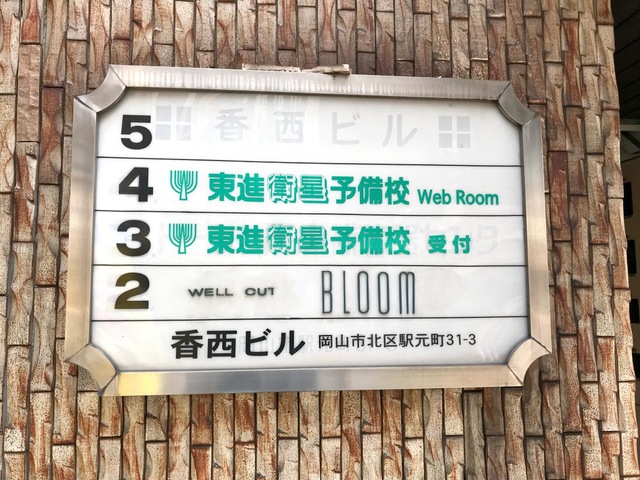 5 香西ビル
4 東進衛星予備校 Web Room
3 東進衛星予備校 受付
2 WELL CUT BLOOM
香西ビル 岡山市北区駅元町31-3